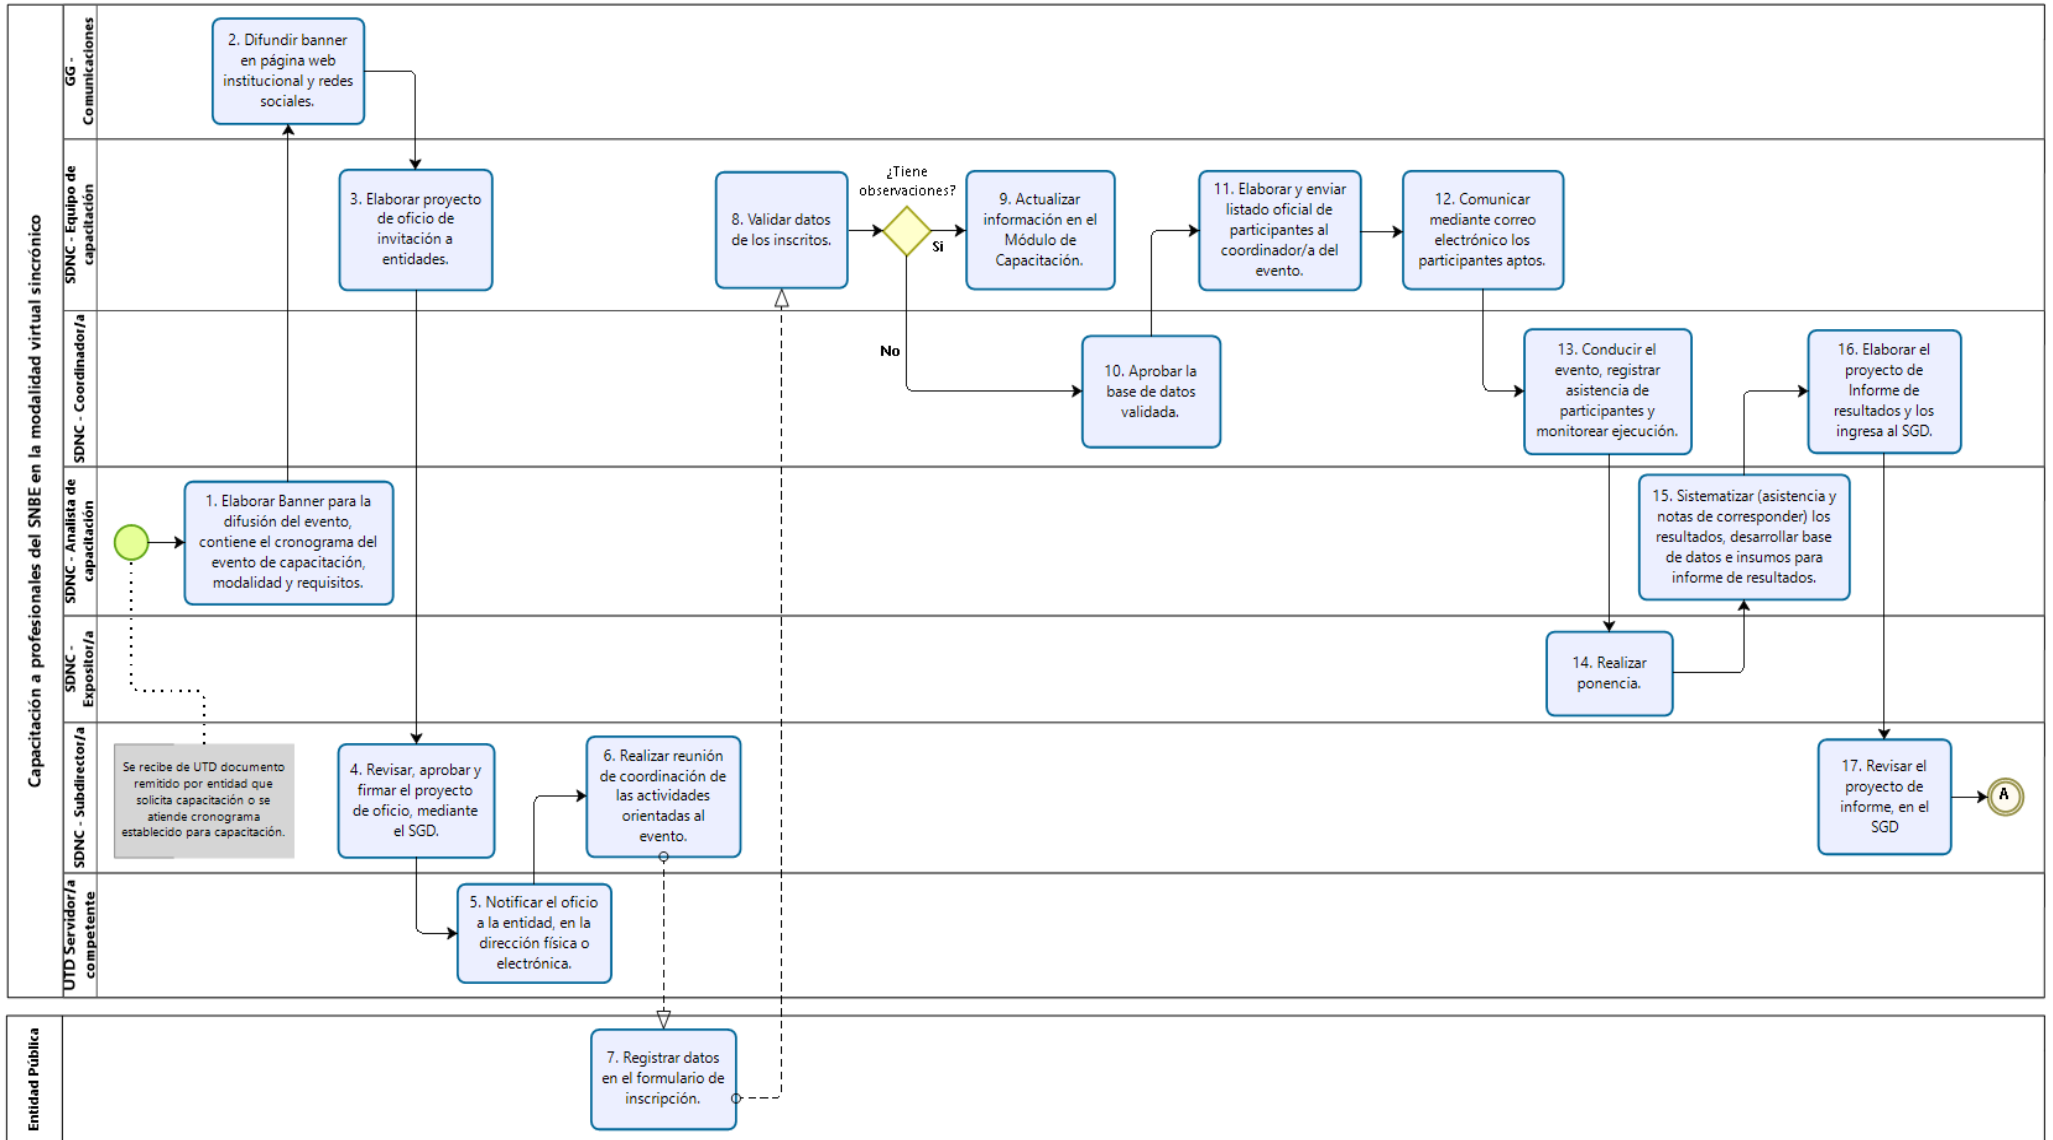 Capacitación a profesionales del SNBE en la modalidad virtual sincrónico
GG -
Comunicaciones
2. Difundir banner
en página web
institucional y redes
sociales.
SDNC - Equipo de
capacitación
3. Elaborar proyecto
de oficio de
invitación a
entidades.
8. Validar datos
de los inscritos.
¿Tiene
observaciones?
Si
No
9. Actualizar
información en el
Módulo de
Capacitación.
11. Elaborar y enviar
listado oficial de
participantes al
coordinador/a del
evento.
12. Comunicar
mediante correo
electrónico los
participantes aptos.
SDNC - Coordinador/a
10. Aprobar la
base de datos
validada.
13. Conducir el
evento, registrar
asistencia de
participantes y
monitorear ejecución.
16. Elaborar el
proyecto de
Informe de
resultados y los
ingresa al SGD.
SDNC - Analista de
capacitación
1. Elaborar Banner para la
difusión del evento,
contiene el cronograma del
evento de capacitación,
modalidad y requisitos.
15. Sistematizar (asistencia y
notas de corresponder) los
resultados, desarrollar base
de datos e insumos para
informe de resultados.
SDNC -
Expositor/a
14. Realizar
ponencia.
SDNC - Subdirector/a
Se recibe de UTD documento
remitido por entidad que
solicita capacitación o se
atiende cronograma
establecido para capacitación.
4. Revisar, aprobar y
firmar el proyecto
de oficio, mediante
el SGD.
6. Realizar reunión
de coordinación de
las actividades
orientadas al
evento.
17. Revisar el
proyecto de
informe, en el
SGD
A
UTD Servidor/a
competente
5. Notificar el oficio
a la entidad, en la
dirección física o
electrónica.
Entidad Pública
7. Registrar datos
en el formulario de
inscripción.